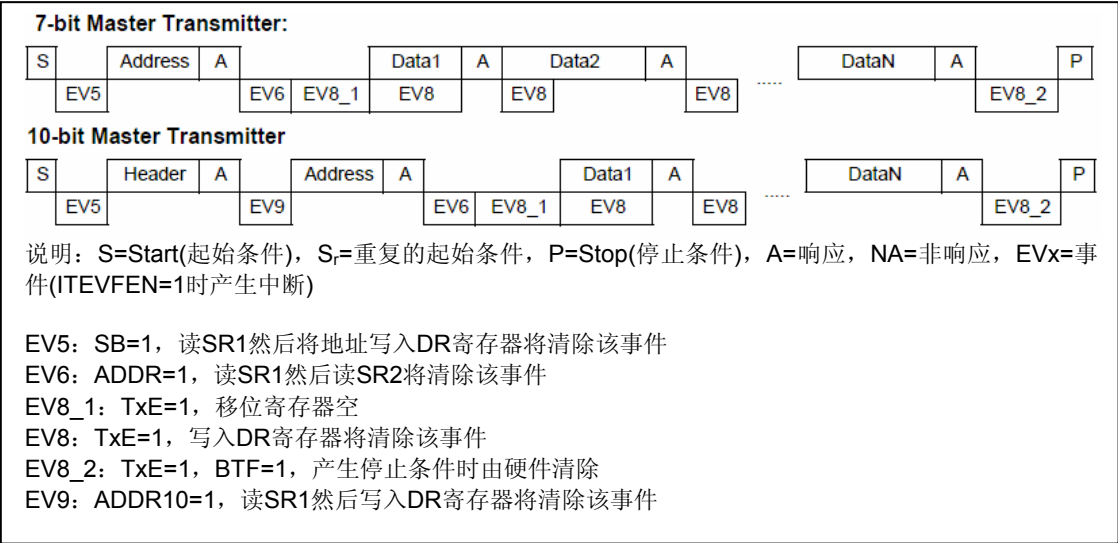 7-bit Master Transmitter:
S Address A Data1 A Data2 A ..... DataN A P
EV5 EV6 EV8_1 EV8 EV8 EV8 EV8_2
10-bit Master Transmitter
S Header A Address A Data1 A ..... DataN A P
EV5 EV9 EV6 EV8_1 EV8 EV8 EV8_2
说明：S=Start(起始条件)，Sr=重复的起始条件，P=Stop(停止条件)，A=响应，NA=非响应，EVx=事
件(ITEVFEN=1时产生中断)
EV5：SB=1，读SR1然后将地址写入DR寄存器将清除该事件
EV6：ADDR=1，读SR1然后读SR2将清除该事件
EV8_1：TxE=1，移位寄存器空
EV8：TxE=1，写入DR寄存器将清除该事件
EV8_2：TxE=1，BTF=1，产生停止条件时由硬件清除
EV9：ADDR10=1，读SR1然后写入DR寄存器将清除该事件